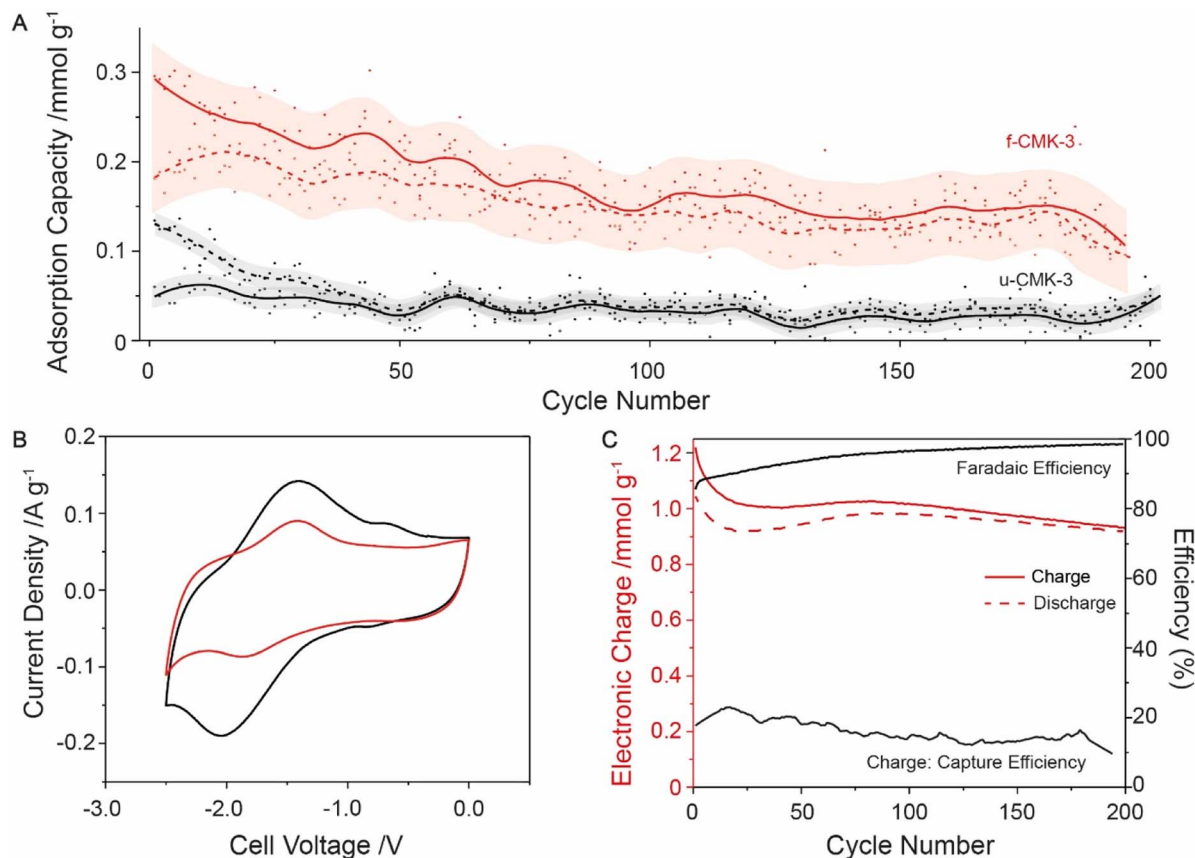 A
Adsorption Capacity /mmol g⁻¹
0.3
0.2
0.1
0
f-CMK-3
u-CMK-3
0 50 100 150 200
Cycle Number
B
Current Density /A g⁻¹
0.2
0.1
0.0
-0.1
-0.2
-3.0 -2.0 -1.0 0.0
Cell Voltage /V
C
Electronic Charge /mmol g⁻¹
1.2
1.0
0.8
0.6
0.4
0.2
0
Faradaic Efficiency
Charge
Discharge
Charge: Capture Efficiency
100
80
60
40
20
0
Efficiency (%)
0 50 100 150 200
Cycle Number